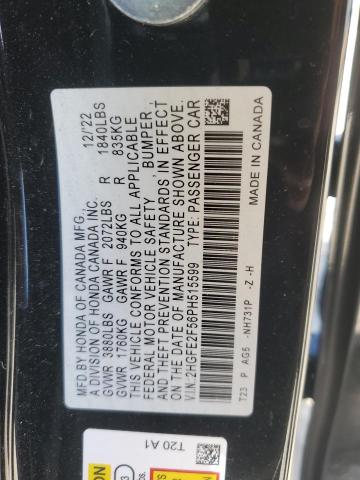 MFD BY HONDA OF CANADA MFG. 12/'22
A DIVISION OF HONDA CANADA INC.
GVWR 3880LBS GAWR F 2072LBS R 1840LBS
GVWR 1760KG GAWR F 940KG R 835KG
THIS VEHICLE CONFORMS TO ALL APPLICABLE
FEDERAL MOTOR VEHICLE SAFETY, BUMPER,
AND THEFT PREVENTION STANDARDS IN EFFECT
ON THE DATE OF MANUFACTURE SHOWN ABOVE.
V.I.N: 2HGFE2F56PH515599 TYPE: PASSENGER CAR
T23 P AG5 -NH731P -Z -H MADE IN CANADA
T20 A1